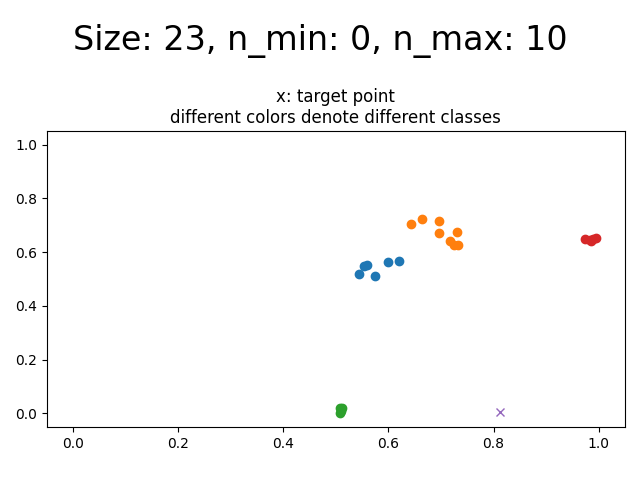 Size: 23, n_min: 0, n_max: 10
x: target point
different colors denote different classes
1.0
0.8
0.6
0.4
0.2
0.0
0.0 0.2 0.4 0.6 0.8 1.0